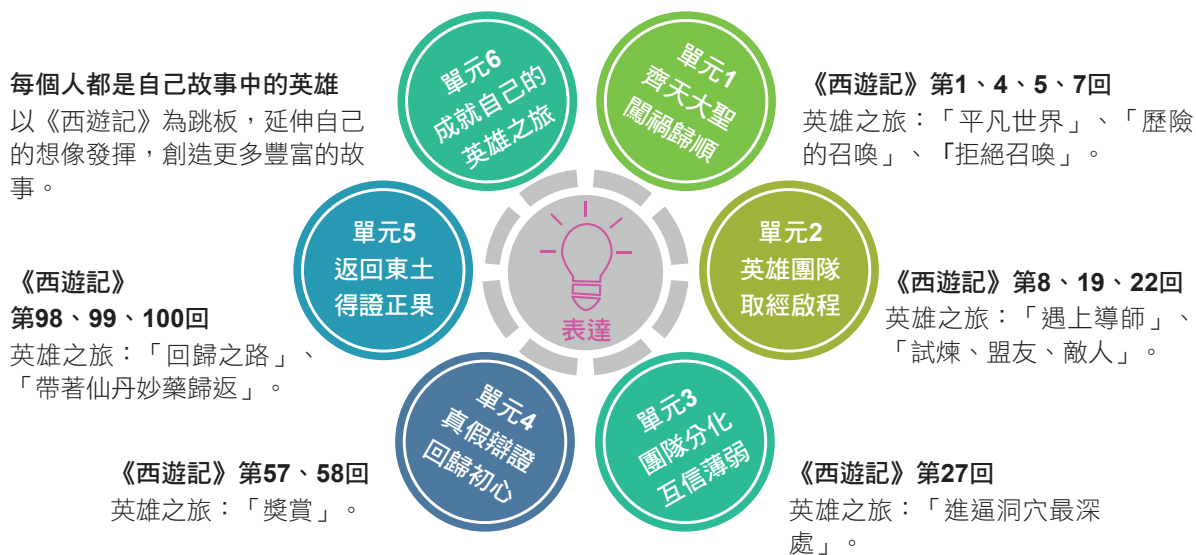 單元1
齊天大聖
闖禍歸順
《西遊記》第1、4、5、7回
英雄之旅：「平凡世界」、「歷險
的召喚」、「拒絕召喚」。
單元2
英雄團隊
取經啟程
《西遊記》第8、19、22回
英雄之旅：「遇上導師」、
「試煉、盟友、敵人」。
單元3
團隊分化
互信薄弱
《西遊記》第27回
英雄之旅：「進逼洞穴最深
處」。
單元4
真假辯證
回歸初心
《西遊記》第57、58回
英雄之旅：「獎賞」。
單元5
返回東土
得證正果
《西遊記》
第98、99、100回
英雄之旅：「回歸之路」、
「帶著仙丹妙藥歸返」。
單元6
成就自己的
英雄之旅
每個人都是自己故事中的英雄
以《西遊記》為跳板，延伸自己
的想像發揮，創造更多豐富的故
事。
表達